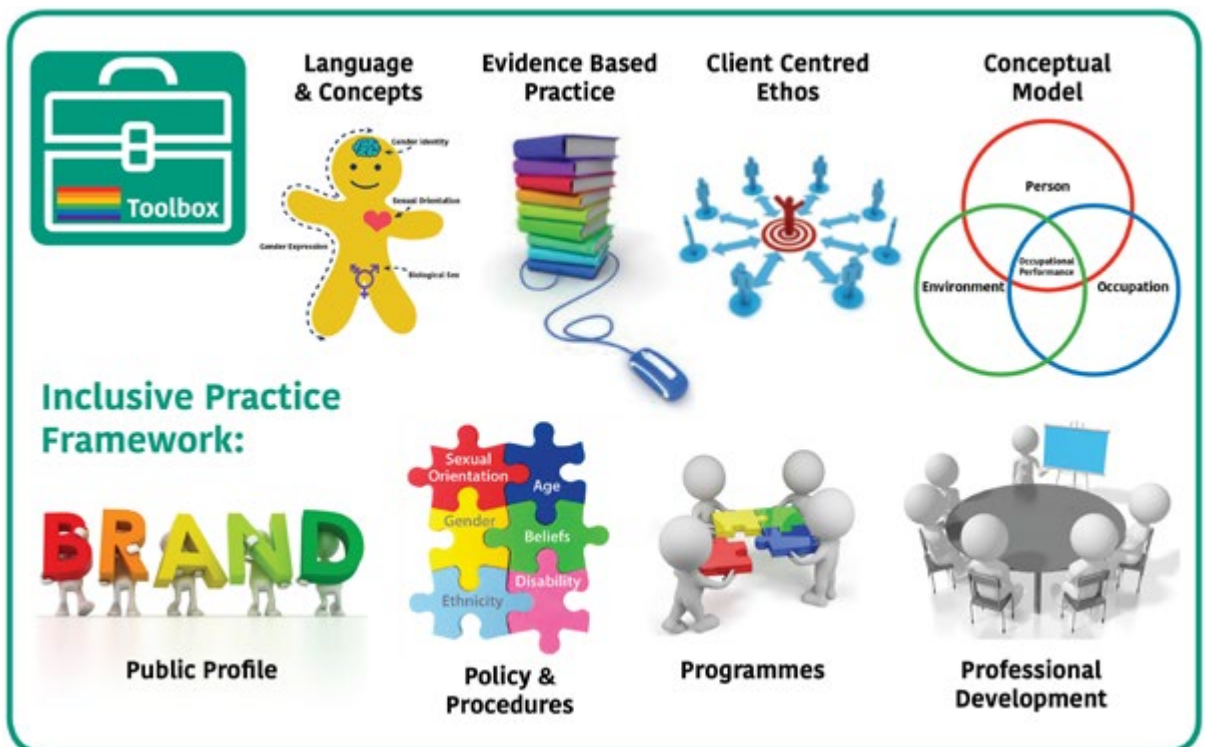 Toolbox
Language
& Concepts
Gender Identity
Sexual Orientation
Gender Expression
Biological Sex
Evidence Based
Practice
Client Centred
Ethos
Conceptual
Model
Person
Occupational
Performance
Environment
Occupation
Inclusive Practice
Framework:
BRAND
Public Profile
Sexual
Orientation
Age
Gender
Beliefs
Disability
Ethnicity
Policy &
Procedures
Programmes
Professional
Development